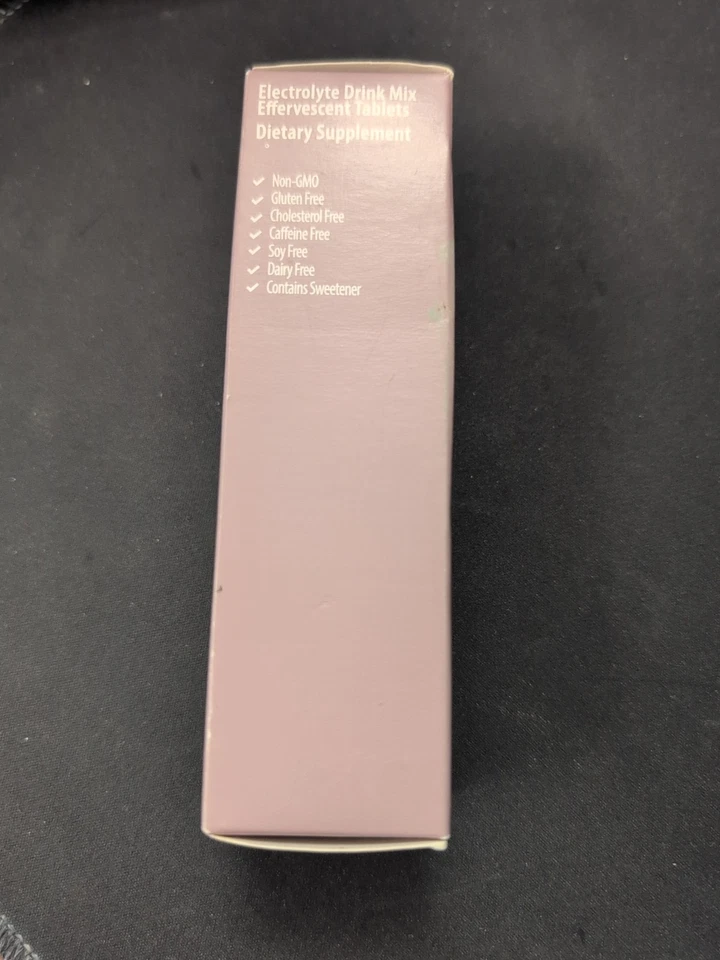 Electrolyte Drink Mix
Effervescent Tablets
Dietary Supplement
Non-GMO
Gluten Free
Cholesterol Free
Caffeine Free
Soy Free
Dairy Free
Contains Sweetener